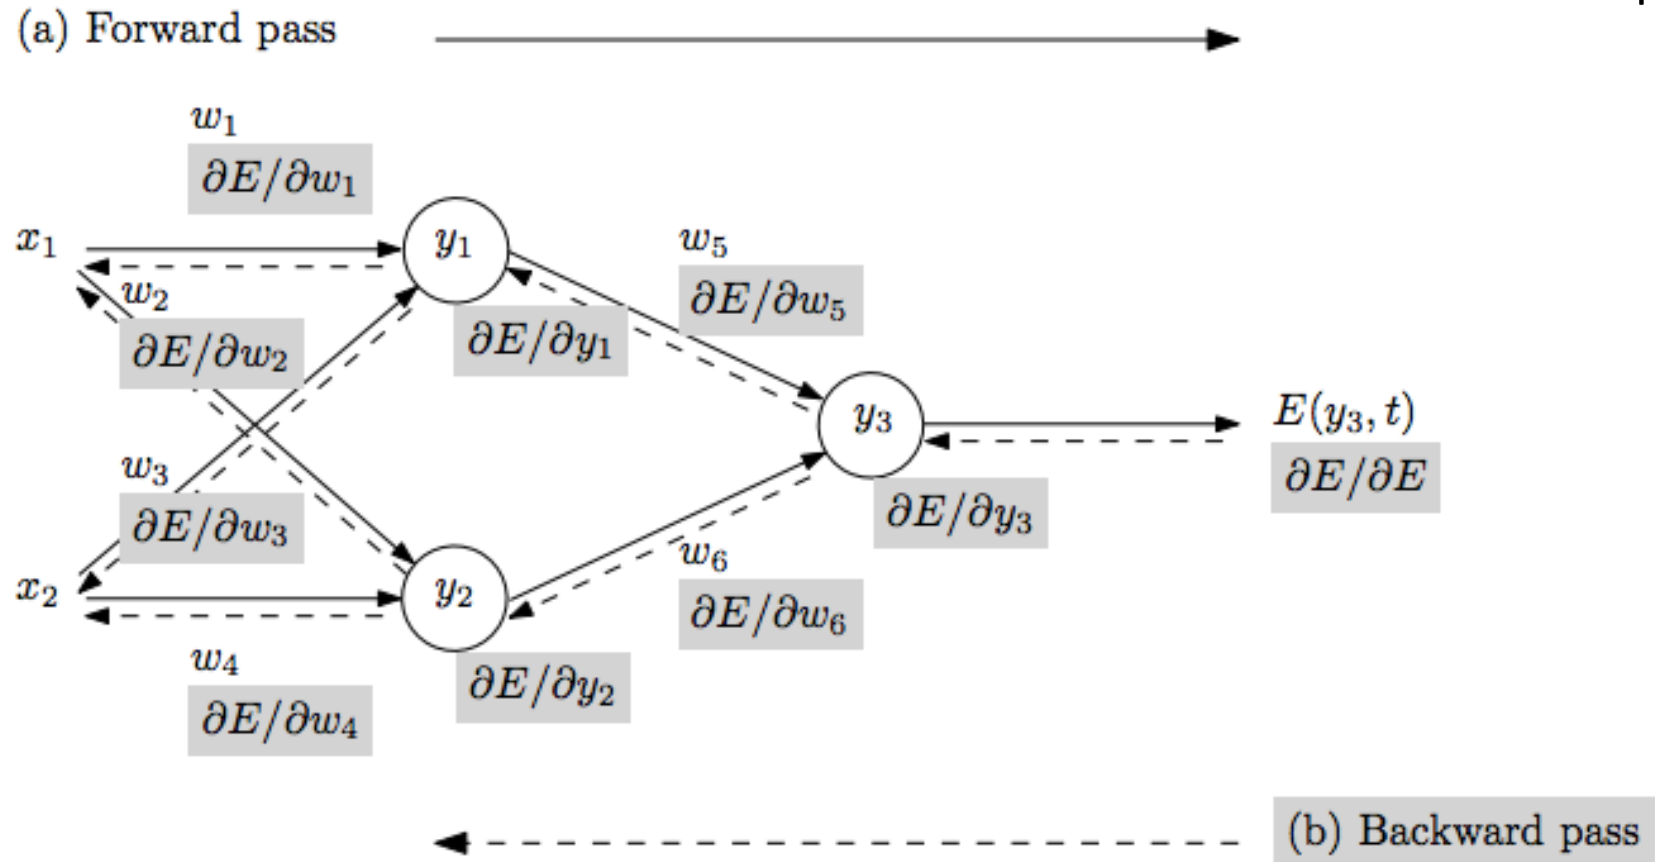 (a) Forward pass
w₁
∂E/∂w₁
x₁
w₂
∂E/∂w₂
y₁
∂E/∂y₁
w₅
∂E/∂w₅
w₃
∂E/∂w₃
y₃
∂E/∂y₃
E(y₃, t)
∂E/∂E
x₂
y₂
∂E/∂y₂
w₆
∂E/∂w₆
w₄
∂E/∂w₄
(b) Backward pass